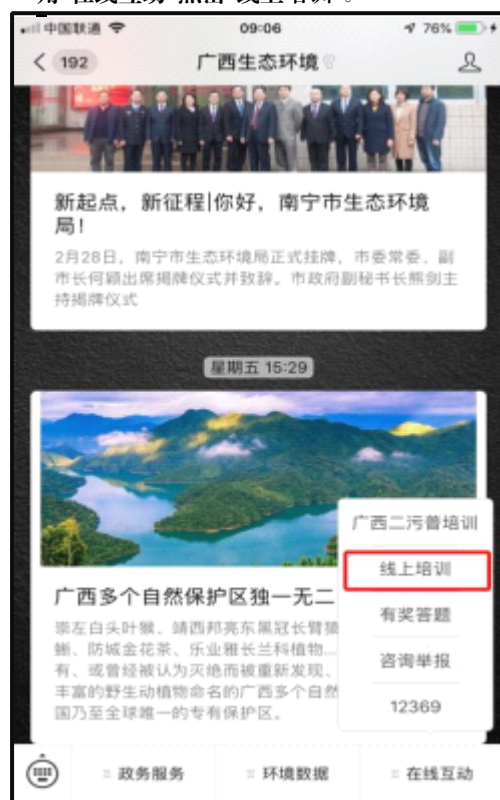 中国联通
09:06
76%
192
广西生态环境
新起点，新征程|你好，南宁市生态环境
局！
2月28日，南宁市生态环境局正式挂牌，市委常委、副
市长何颖出席揭牌仪式并致辞。市政府副秘书长熊剑主
持揭牌仪式
星期五 15:29
广西多个自然保护区独一无二
崇左白头叶猴、靖西邦亮东黑冠长臂猿
蜥、防城金花茶、乐业雅长兰科植物...
有、或曾经被认为灭绝而被重新发现、
丰富的野生动植物命名的广西多个自然
国乃至全球唯一的专有保护区。
广西二污普培训
线上培训
有奖答题
咨询举报
12369
政务服务
环境数据
在线互动